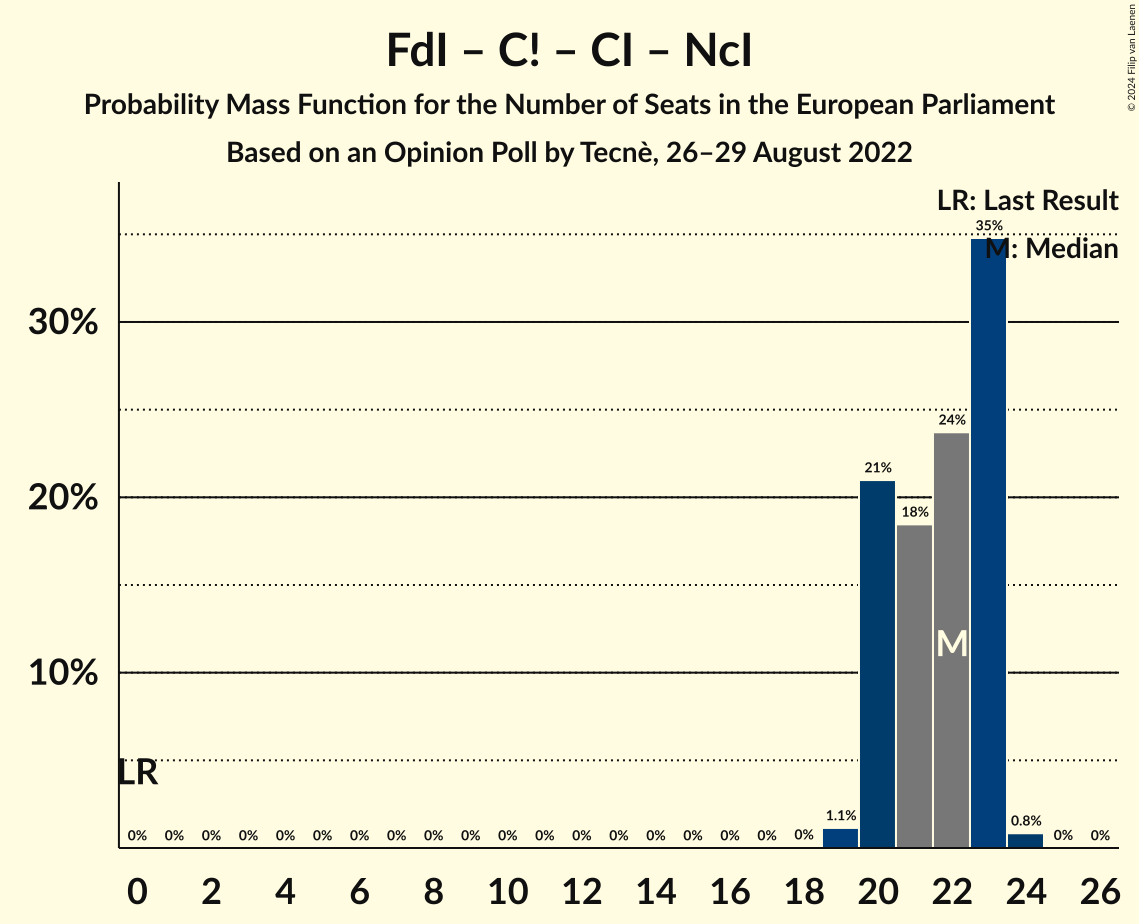 FdI – C! – CI – NcI
Probability Mass Function for the Number of Seats in the European Parliament
Based on an Opinion Poll by Tecnè, 26–29 August 2022
© 2024 Filip van Laenen
LR: Last Result
M: Median
35%
30%
24%
21%
20%
18%
M
10%
LR
0% 0% 0% 0% 0% 0% 0% 0% 0% 0% 0% 0% 0% 0% 0% 0% 0% 0% 0% 1.1% 0.8% 0% 0%
0 2 4 6 8 10 12 14 16 18 20 22 24 26